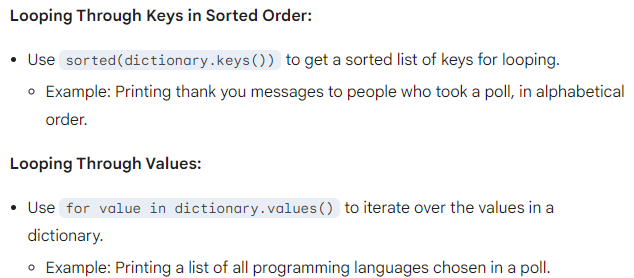 Looping Through Keys in Sorted Order:
• Use sorted(dictionary.keys()) to get a sorted list of keys for looping.
○ Example: Printing thank you messages to people who took a poll, in alphabetical
order.
Looping Through Values:
• Use for value in dictionary.values() to iterate over the values in a
dictionary.
○ Example: Printing a list of all programming languages chosen in a poll.